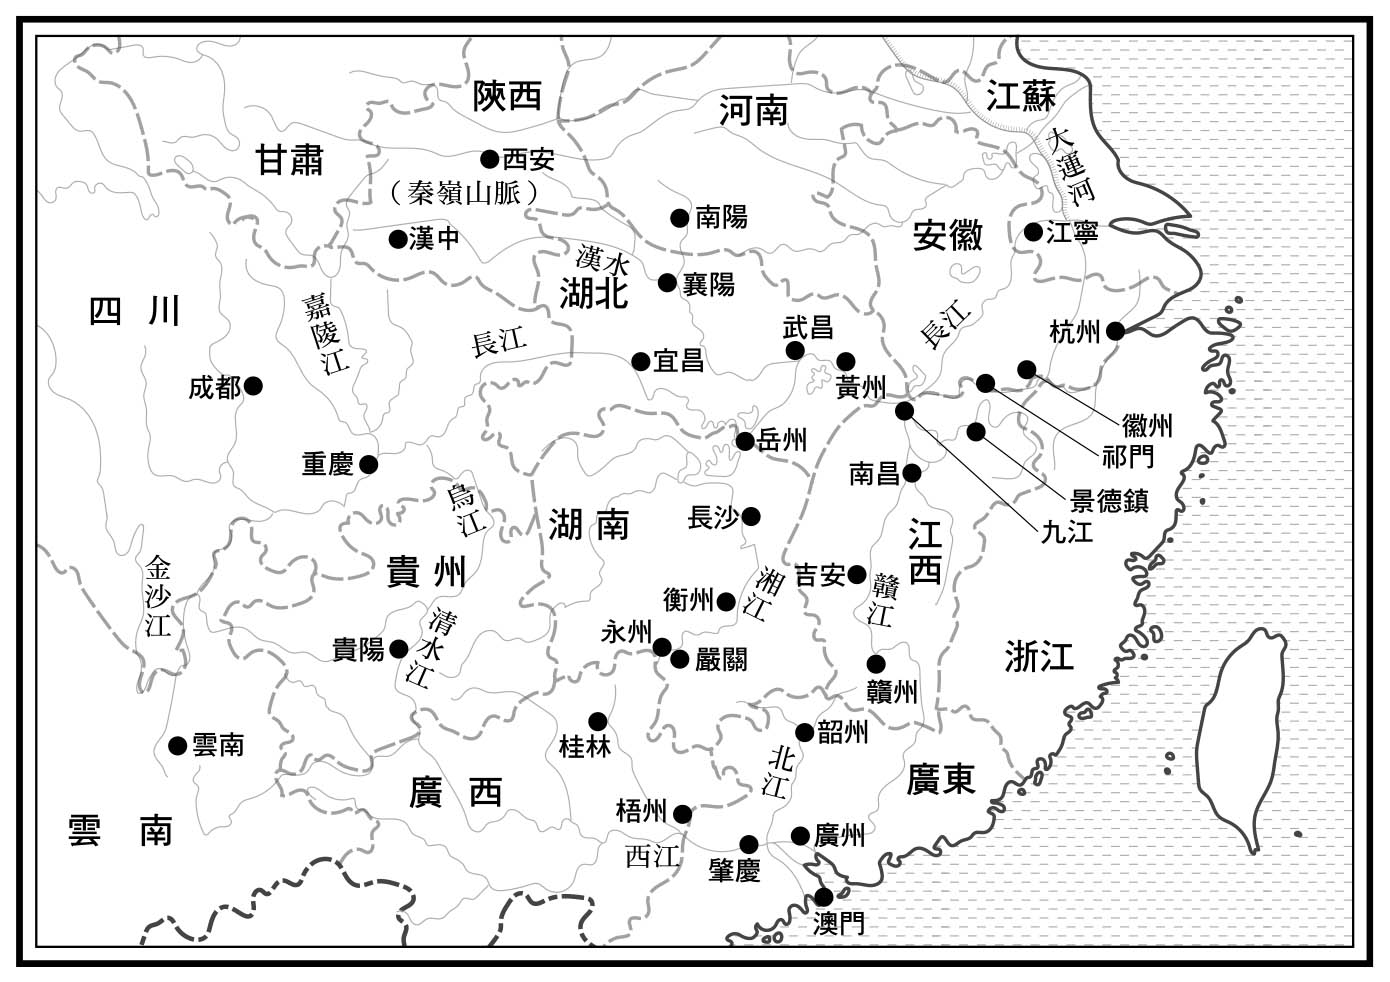 陝西
河南
江蘇
大運河
甘肅
西安
（秦嶺山脈）
南陽
漢中
安徽
江寧
漢水
襄陽
湖北
四川
嘉陵江
長江
長江
武昌
杭州
宜昌
黃州
成都
徽州
岳州
祁門
重慶
南昌
景德鎮
烏江
長沙
九江
湖南
江西
貴州
吉安
贛江
湘江
金沙江
衡州
清水江
永州
貴陽
嚴關
浙江
贛州
桂林
韶州
雲南
北江
廣西
廣東
梧州
雲南
廣州
西江
肇慶
澳門